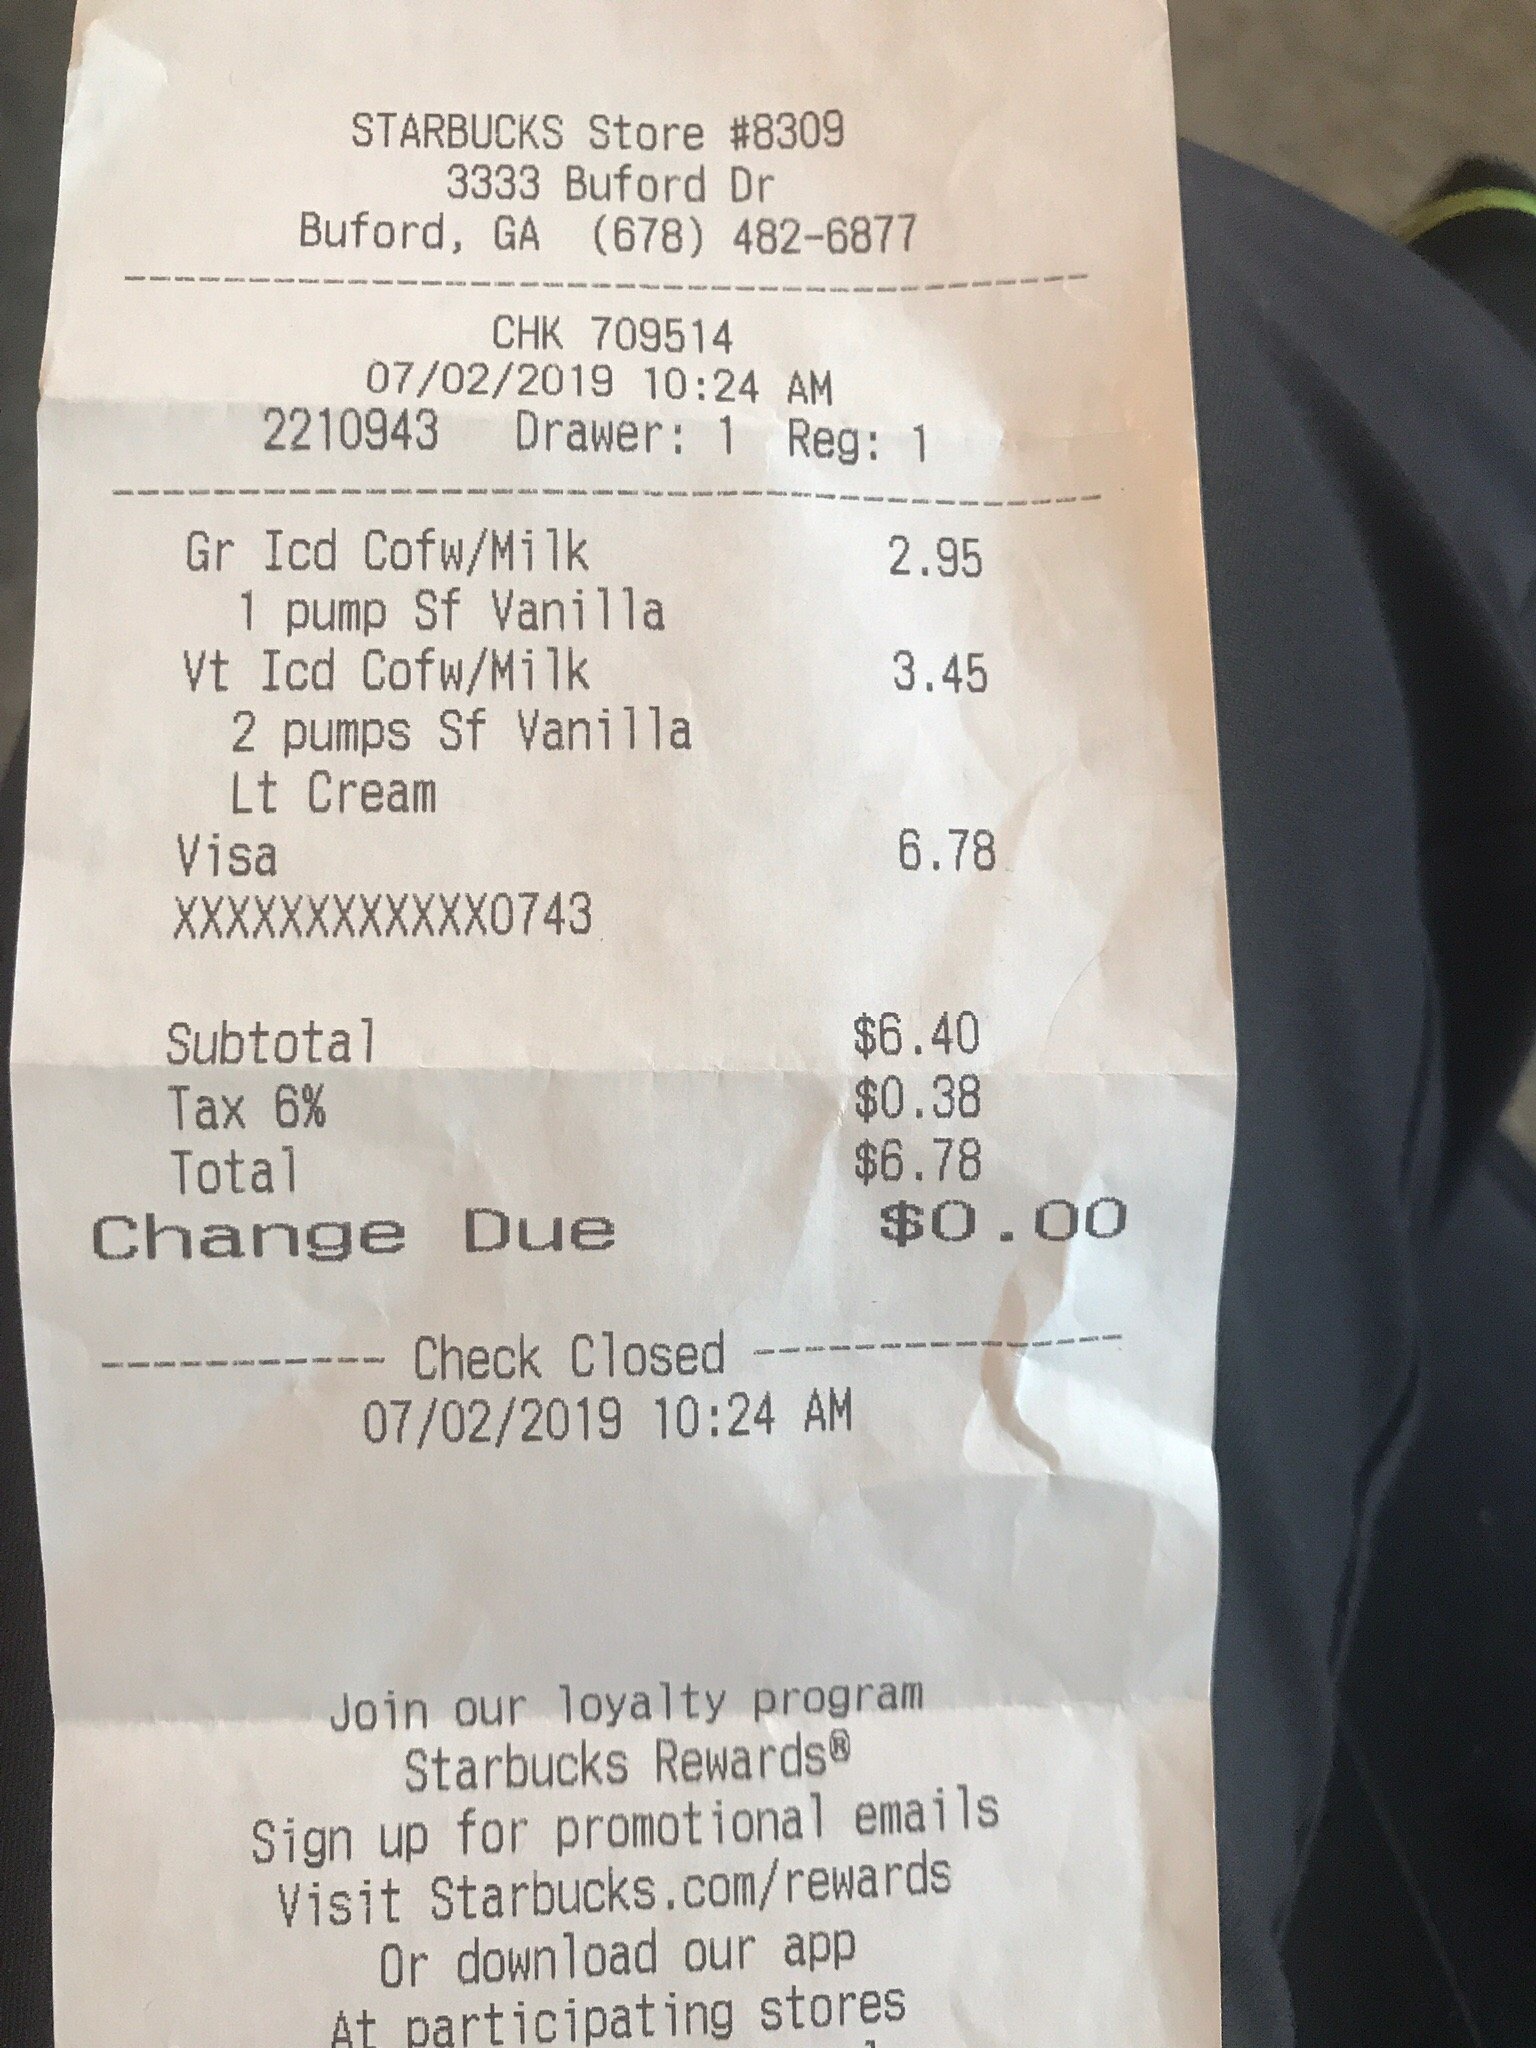 STARBUCKS Store #8309
3333 Buford Dr
Buford, GA (678) 482-6877
--------------------------------
CHK 709514
07/02/2019 10:24 AM
2210943 Drawer: 1 Reg: 1
--------------------------------
Gr Icd Cofw/Milk 2.95
1 pump Sf Vanilla
Vt Icd Cofw/Milk 3.45
2 pumps Sf Vanilla
Lt Cream
Visa 6.78
XXXXXXXXXXXX0743
Subtotal $6.40
Tax 6% $0.38
Total $6.78
Change Due $0.00
----------- Check Closed --------------
07/02/2019 10:24 AM
Join our loyalty program
Starbucks Rewards®
Sign up for promotional emails
Visit Starbucks.com/rewards
Or download our app
At participating stores